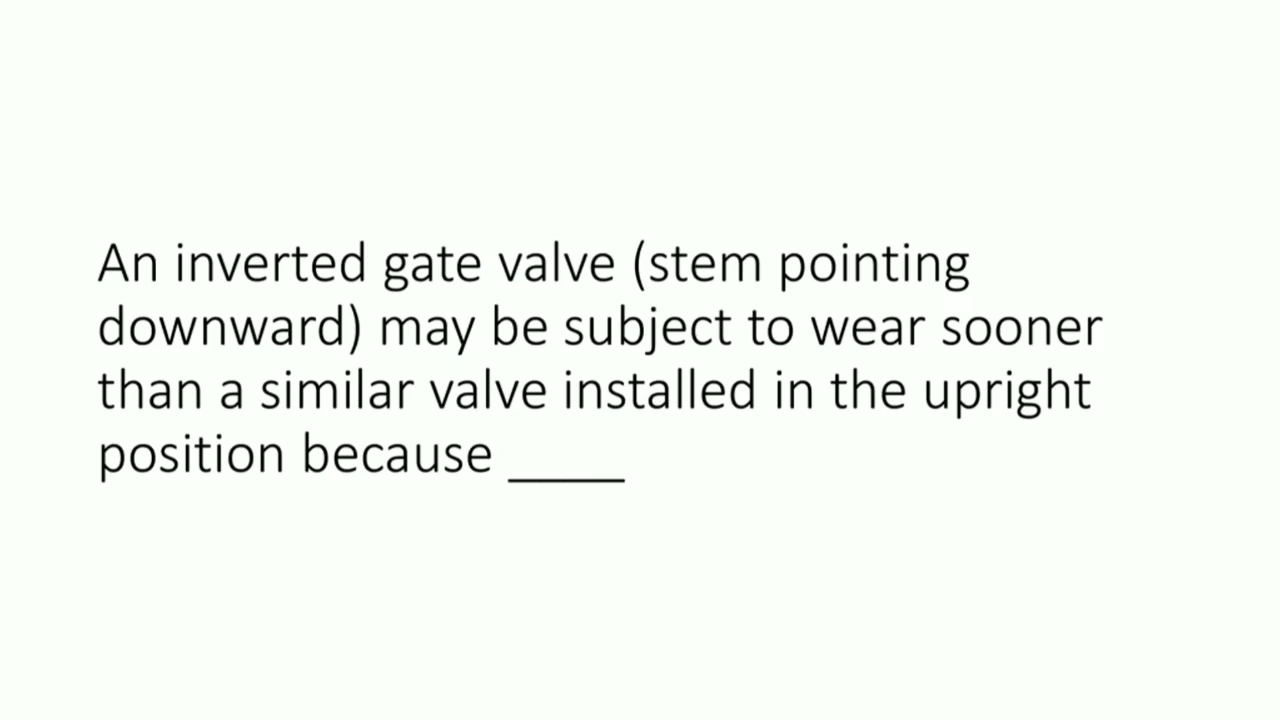 An inverted gate valve (stem pointing
downward) may be subject to wear sooner
than a similar valve installed in the upright
position because ____